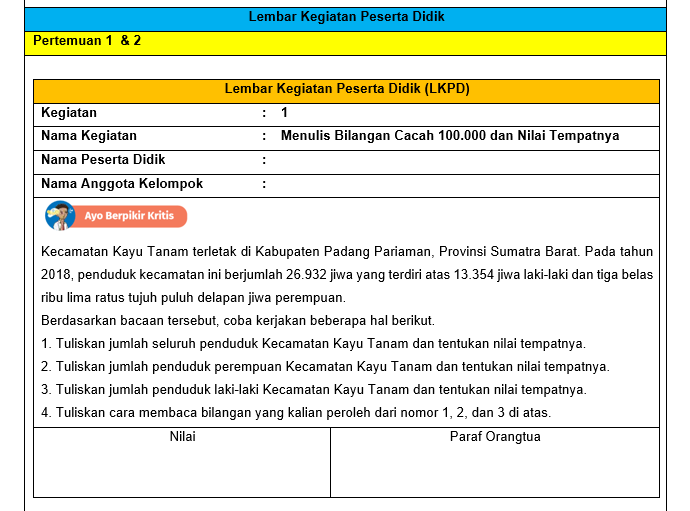 Lembar Kegiatan Peserta Didik
Pertemuan 1 & 2
Lembar Kegiatan Peserta Didik (LKPD)
Kegiatan : 1
Nama Kegiatan : Menulis Bilangan Cacah 100.000 dan Nilai Tempatnya
Nama Peserta Didik :
Nama Anggota Kelompok :
Ayo Berpikir Kritis
Kecamatan Kayu Tanam terletak di Kabupaten Padang Pariaman, Provinsi Sumatra Barat. Pada tahun
2018, penduduk kecamatan ini berjumlah 26.932 jiwa yang terdiri atas 13.354 jiwa laki-laki dan tiga belas
ribu lima ratus tujuh puluh delapan jiwa perempuan.
Berdasarkan bacaan tersebut, coba kerjakan beberapa hal berikut.
1. Tuliskan jumlah seluruh penduduk Kecamatan Kayu Tanam dan tentukan nilai tempatnya.
2. Tuliskan jumlah penduduk perempuan Kecamatan Kayu Tanam dan tentukan nilai tempatnya.
3. Tuliskan jumlah penduduk laki-laki Kecamatan Kayu Tanam dan tentukan nilai tempatnya.
4. Tuliskan cara membaca bilangan yang kalian peroleh dari nomor 1, 2, dan 3 di atas.
Nilai Paraf Orangtua